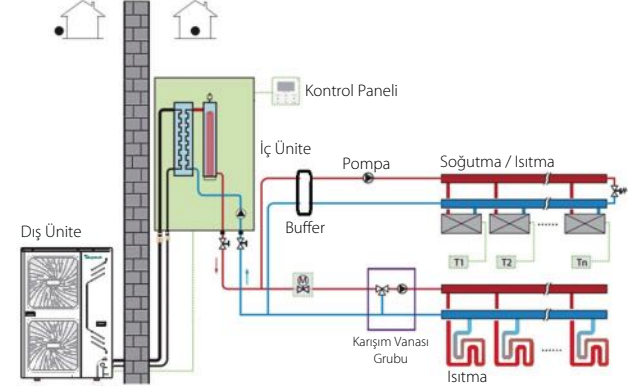 Kontrol Paneli
İç Ünite
Pompa
Soğutma / Isıtma
Buffer
Dış Ünite
T1
T2
......
Tn
M
Karışım Vanası
Grubu
......
Isıtma